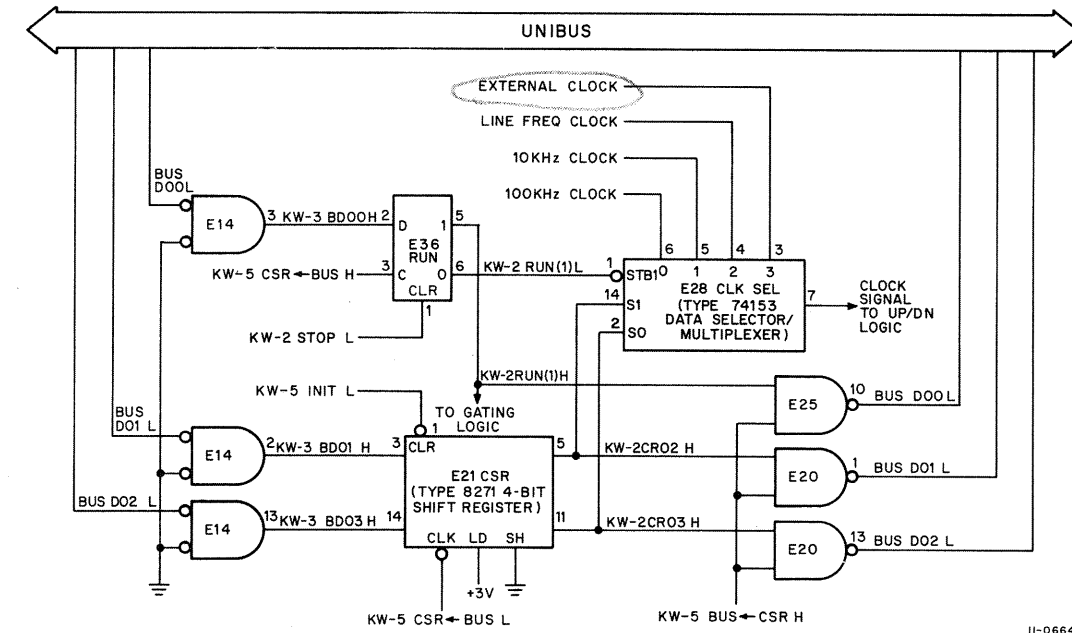 UNIBUS
EXTERNAL CLOCK
LINE FREQ CLOCK
10KHz CLOCK
100KHz CLOCK
BUS
D00L
E14
3 KW-3 BD00H 2
D 1 5
E36
RUN
KW-5 CSR←BUS H 3 C 0 6
CLR
1
KW-2 RUN(1)L
KW-2 STOP L
6 5 4 3
1 STB1 0 1 2 3
E28 CLK SEL
14 S1 (TYPE 74153
DATA SELECTOR/
2 S0 MULTIPLEXER)
7
CLOCK
SIGNAL
TO UP/DN
LOGIC
KW-5 INIT L
KW-2RUN(1)H
TO GATING
LOGIC
E25
10 BUS D00L
BUS
D01 L
E14
2 KW-3 BD01 H 3
1
CLR
E21 CSR
(TYPE 8271 4-BIT
SHIFT REGISTER)
5 KW-2CR02 H
E20
1 BUS D01 L
BUS D02 L
E14
13 KW-3 BD03 H 14
11 KW-2CR03 H
E20
13 BUS D02 L
CLK LD SH
+3V
KW-5 CSR←BUS L
KW-5 BUS←CSR H
11-0664